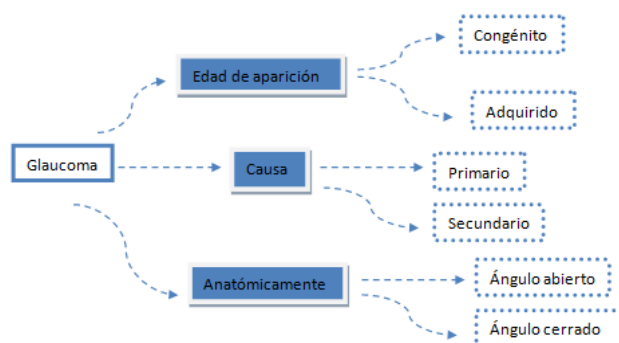 Congénito
Edad de aparición
Adquirido
Glaucoma
Causa
Primario
Secundario
Anatómicamente
Ángulo abierto
Ángulo cerrado